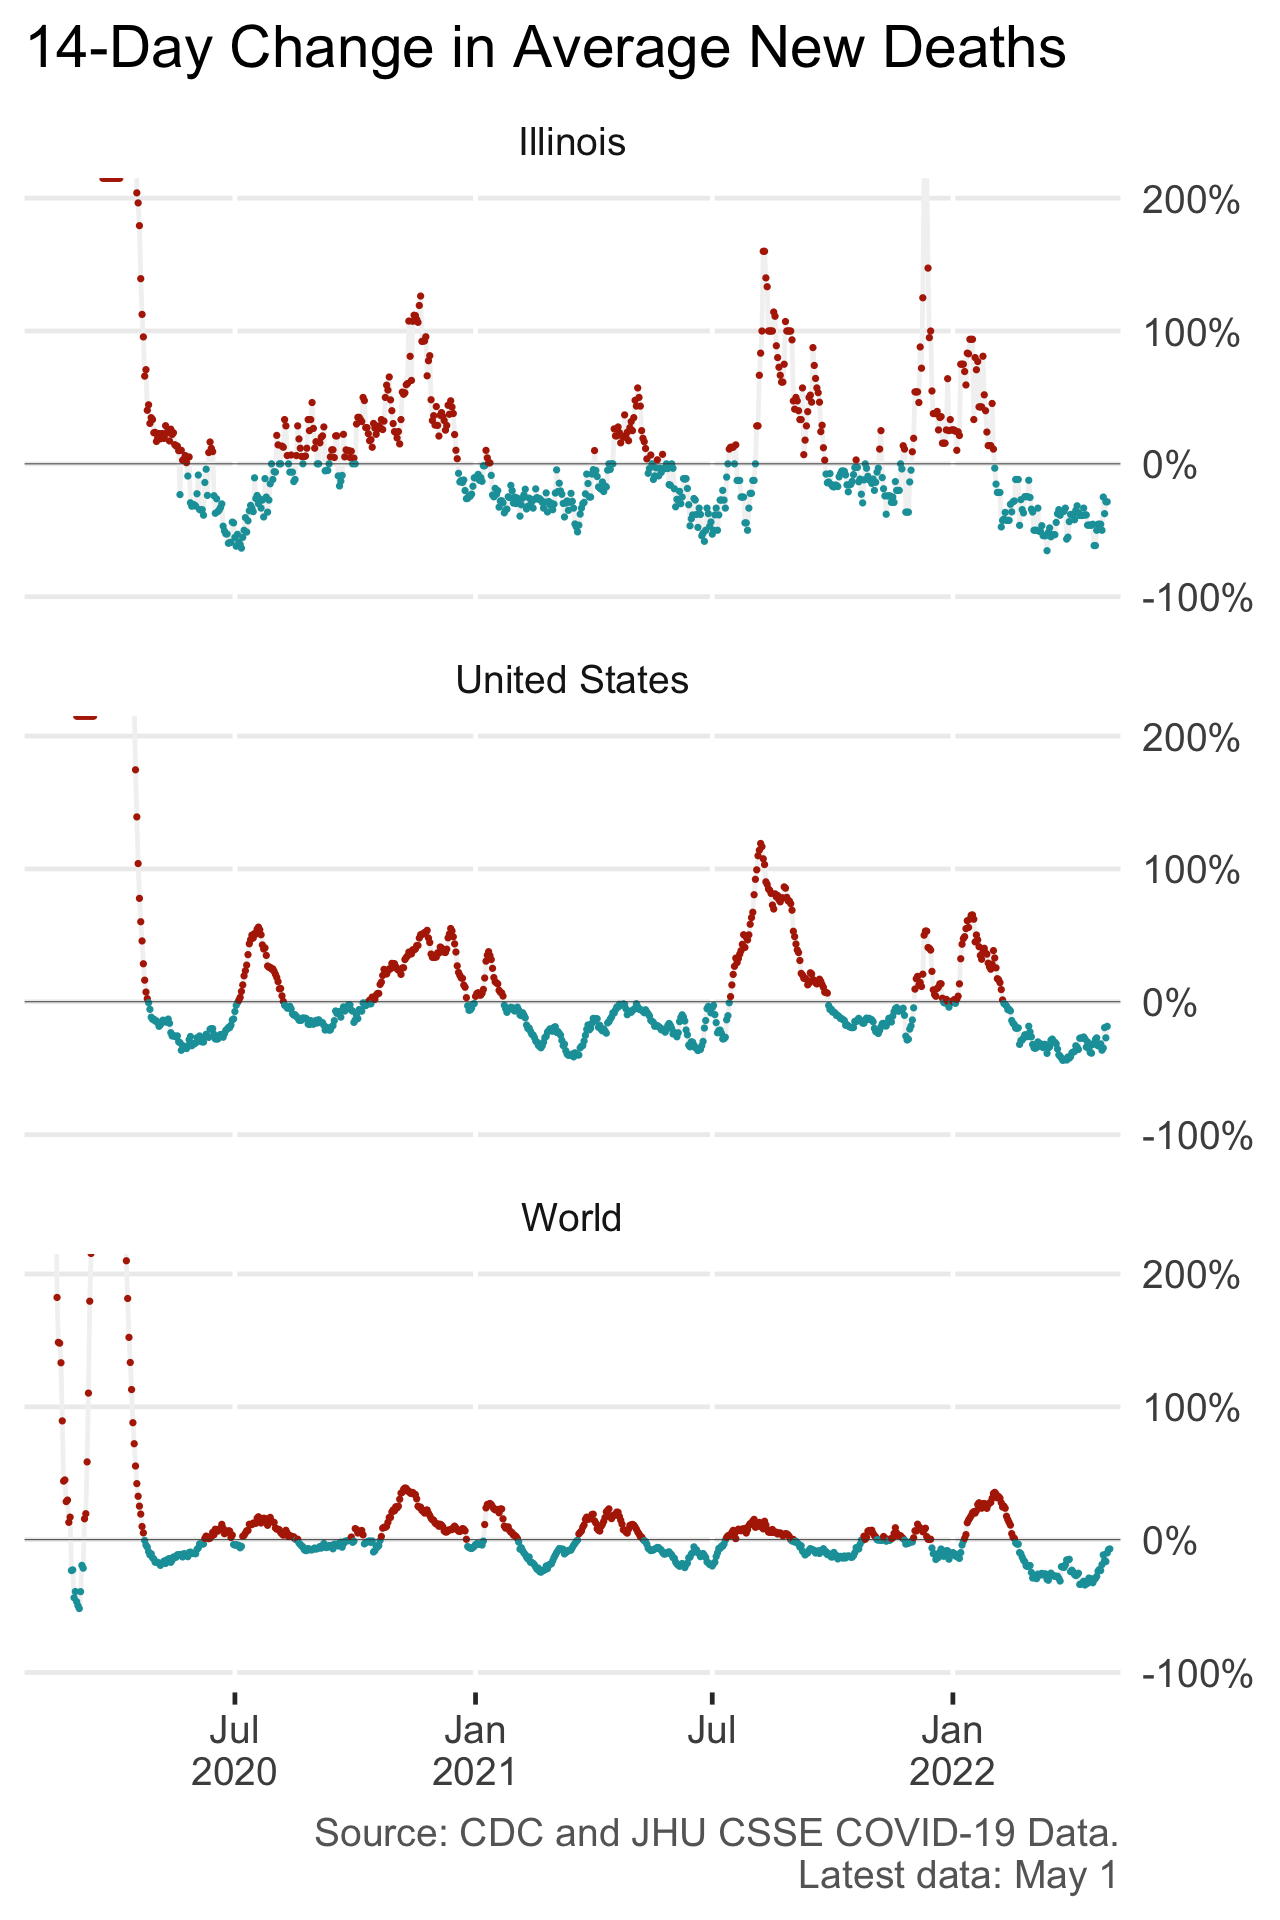 14-Day Change in Average New Deaths
Illinois
200%
100%
0%
-100%
United States
200%
100%
0%
-100%
World
200%
100%
0%
-100%
Jul
2020
Jan
2021
Jul
Jan
2022
Source: CDC and JHU CSSE COVID-19 Data.
Latest data: May 1